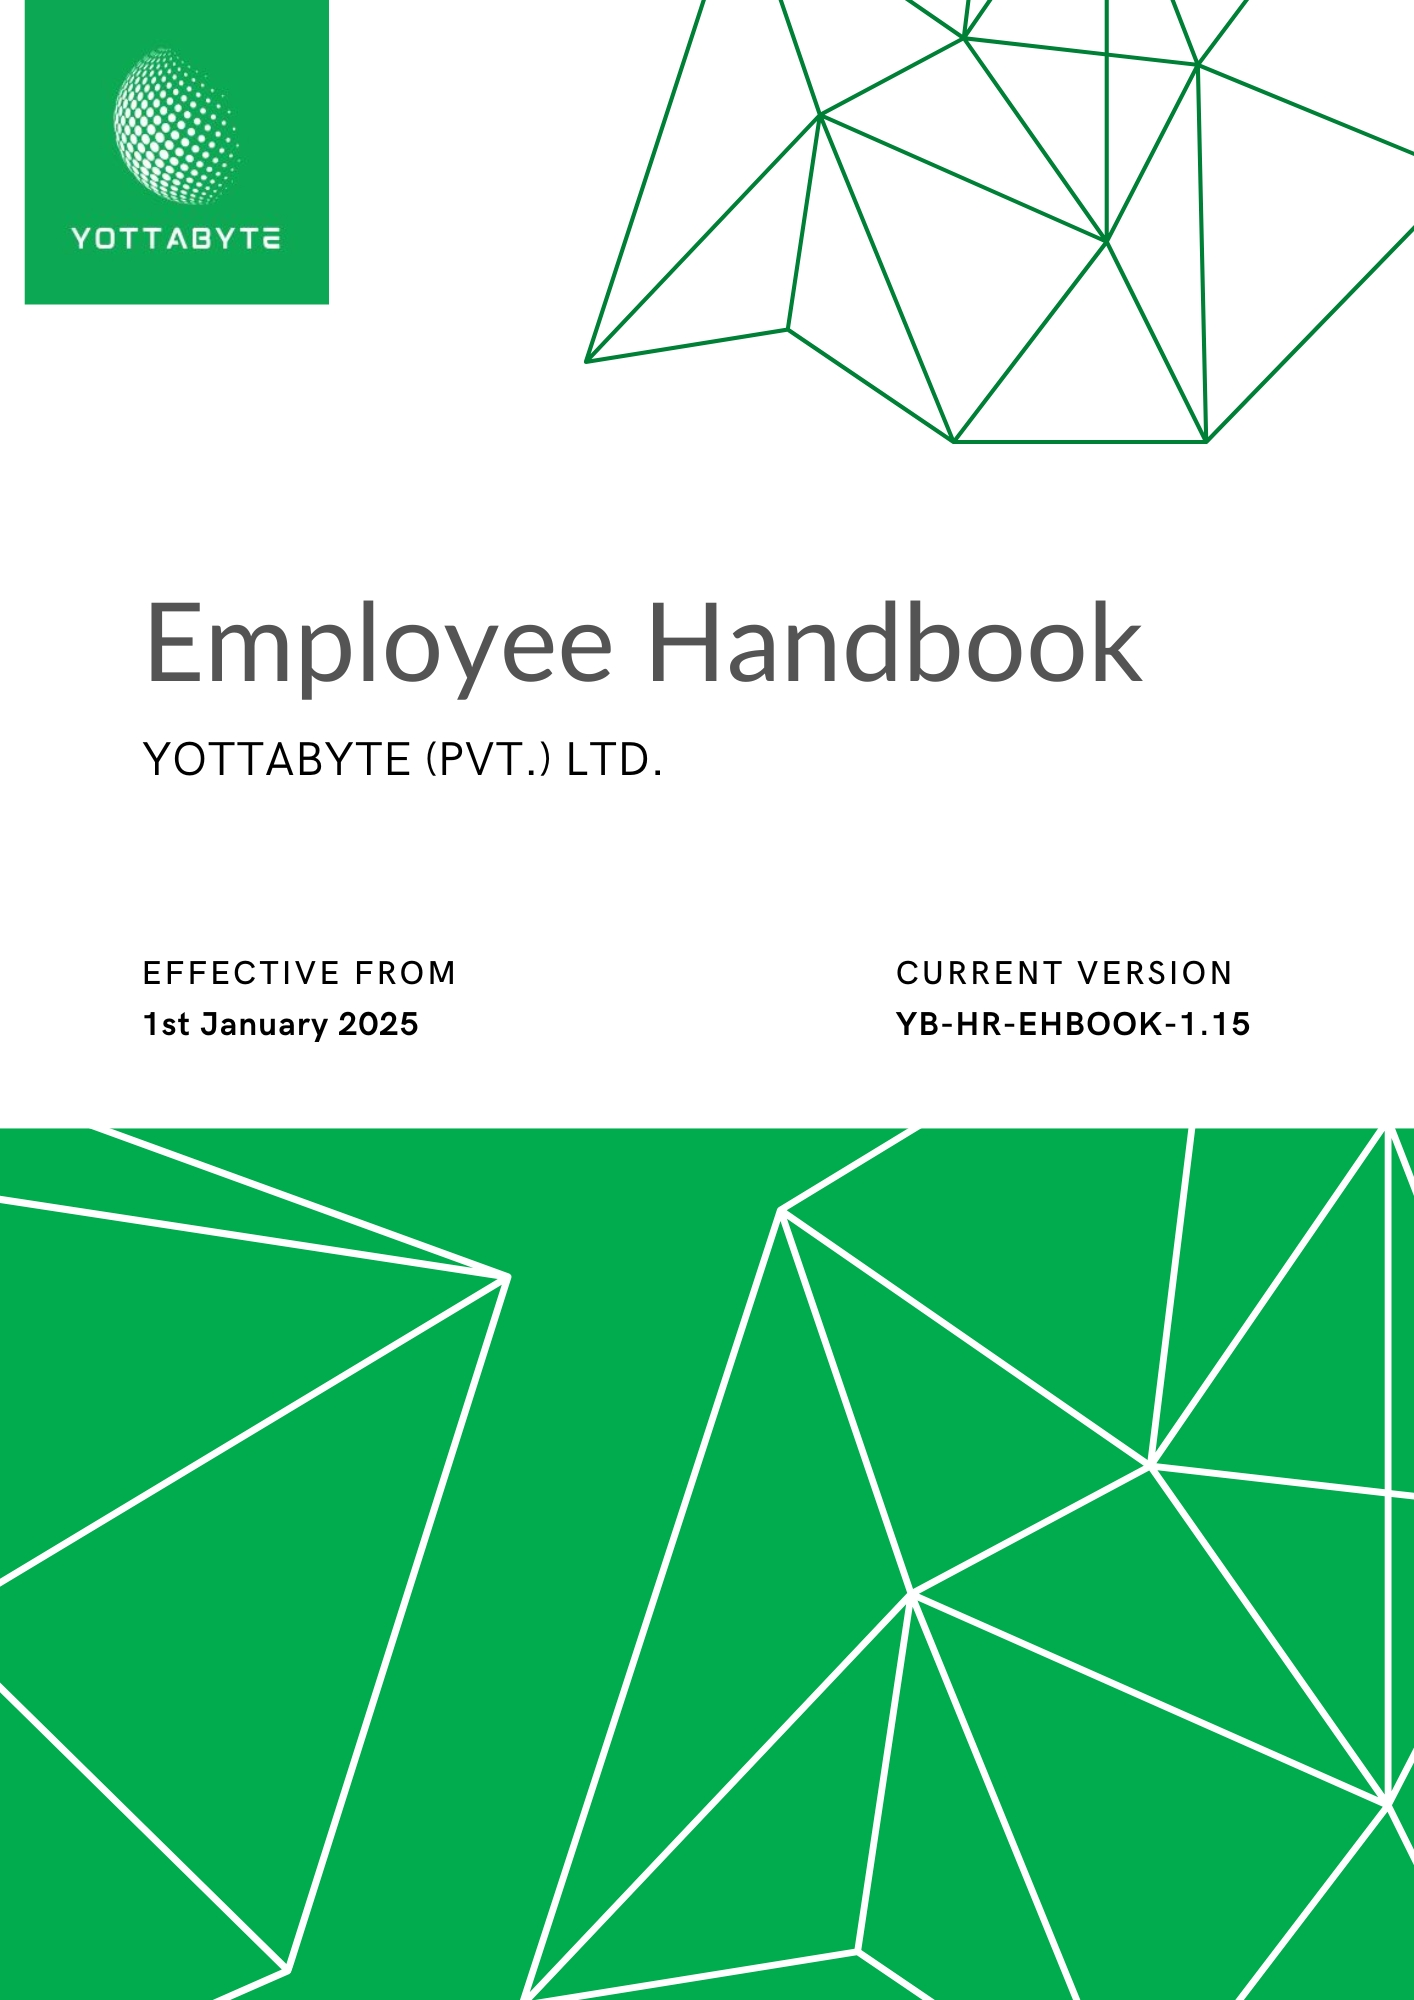 YOTTABYTE
Employee Handbook
YOTTABYTE (PVT.) LTD.
EFFECTIVE FROM
1st January 2025
CURRENT VERSION
YB-HR-EHBOOK-1.15